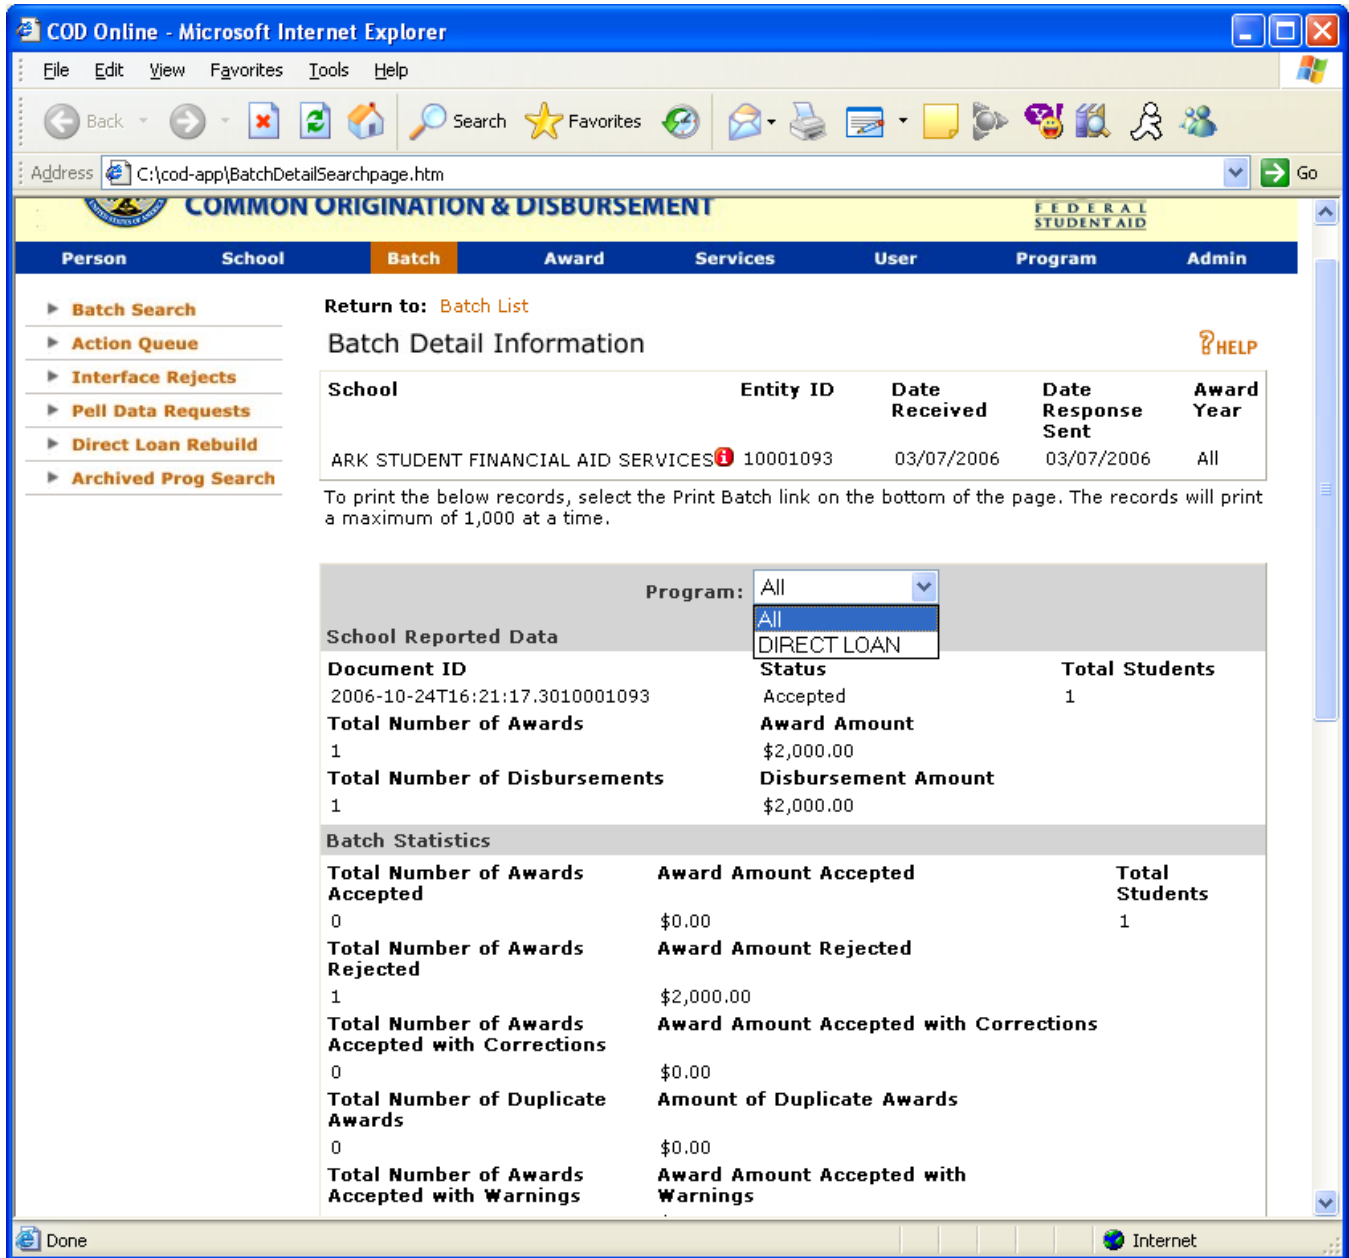 COD Online - Microsoft Internet Explorer
File Edit View Favorites Tools Help
Back Search Favorites
Address C:\cod-app\BatchDetailSearchpage.htm Go
COMMON ORIGINATION & DISBURSEMENT
FEDERAL
STUDENT AID
Person School Batch Award Services User Program Admin
Batch Search
Action Queue
Interface Rejects
Pell Data Requests
Direct Loan Rebuild
Archived Prog Search
Return to: Batch List
Batch Detail Information
HELP
School Entity ID Date Received Date Response Sent Award Year
ARK STUDENT FINANCIAL AID SERVICES 10001093 03/07/2006 03/07/2006 All
To print the below records, select the Print Batch link on the bottom of the page. The records will print
a maximum of 1,000 at a time.
Program: All
All
DIRECT LOAN
School Reported Data
Document ID Status Total Students
2006-10-24T16:21:17.3010001093 Accepted 1
Total Number of Awards Award Amount
1 $2,000.00
Total Number of Disbursements Disbursement Amount
1 $2,000.00
Batch Statistics
Total Number of Awards Accepted Award Amount Accepted Total Students
0 $0.00 1
Total Number of Awards Rejected Award Amount Rejected
1 $2,000.00
Total Number of Awards Accepted with Corrections Award Amount Accepted with Corrections
0 $0.00
Total Number of Duplicate Awards Amount of Duplicate Awards
0 $0.00
Total Number of Awards Accepted with Warnings Award Amount Accepted with Warnings
Done Internet